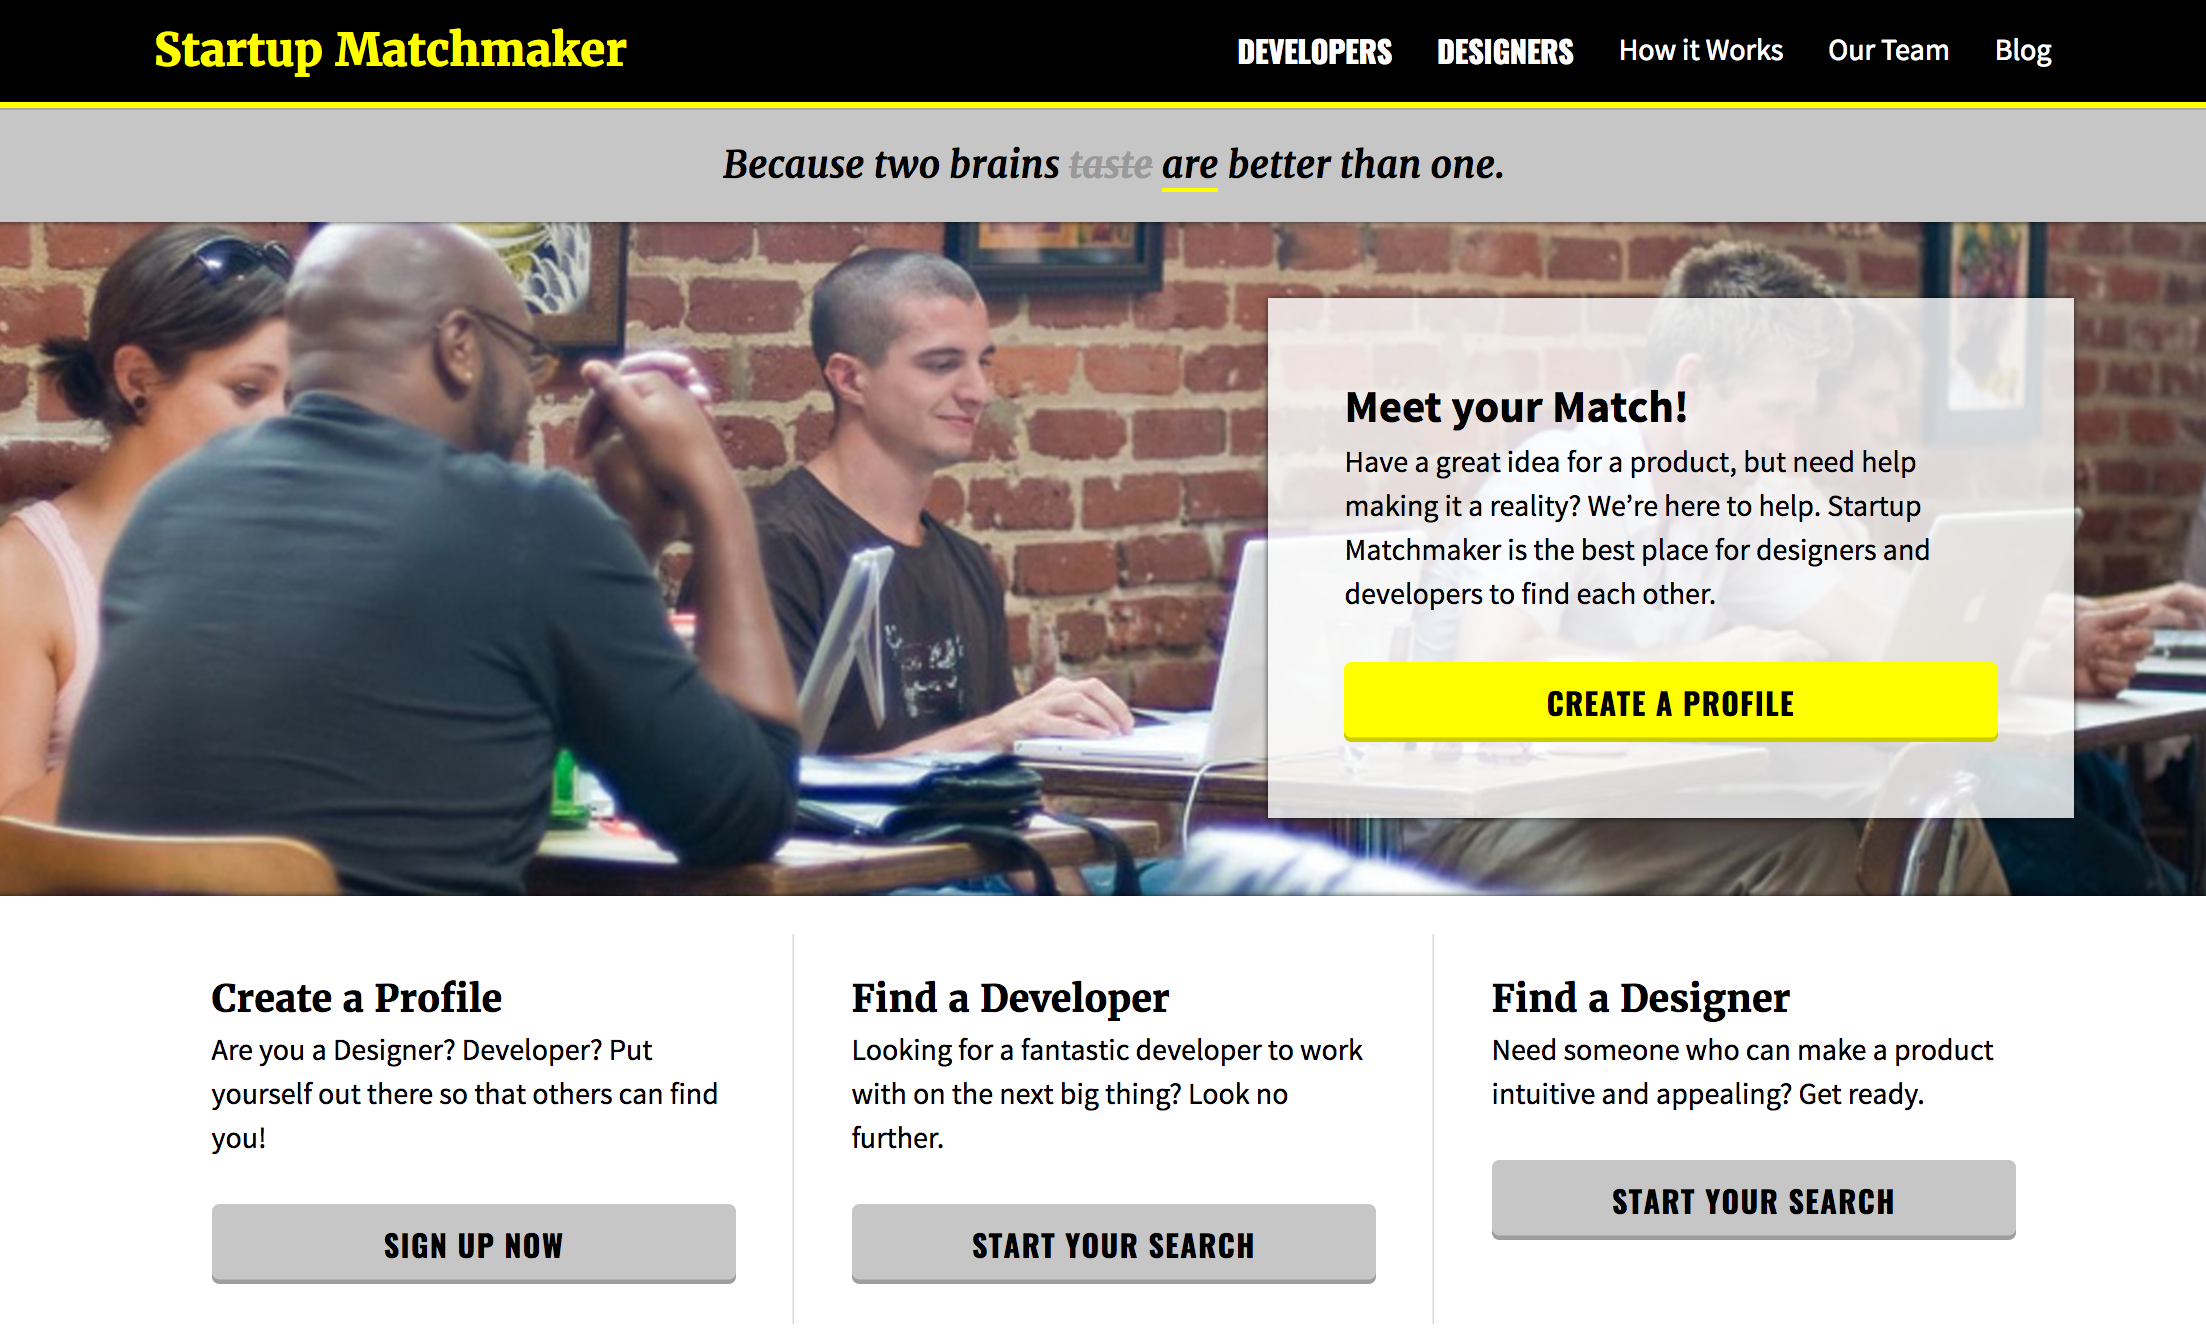 Startup Matchmaker
DEVELOPERS DESIGNERS How it Works Our Team Blog
Because two brains taste are better than one.
Meet your Match!
Have a great idea for a product, but need help
making it a reality? We’re here to help. Startup
Matchmaker is the best place for designers and
developers to find each other.
CREATE A PROFILE
Create a Profile
Are you a Designer? Developer? Put
yourself out there so that others can find
you!
SIGN UP NOW
Find a Developer
Looking for a fantastic developer to work
with on the next big thing? Look no
further.
START YOUR SEARCH
Find a Designer
Need someone who can make a product
intuitive and appealing? Get ready.
START YOUR SEARCH